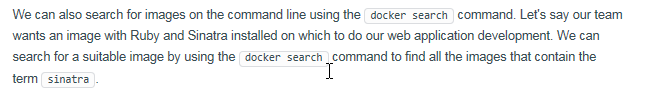 We can also search for images on the command line using the docker search command. Let's say our team
wants an image with Ruby and Sinatra installed on which to do our web application development. We can
search for a suitable image by using the docker search command to find all the images that contain the
term sinatra.